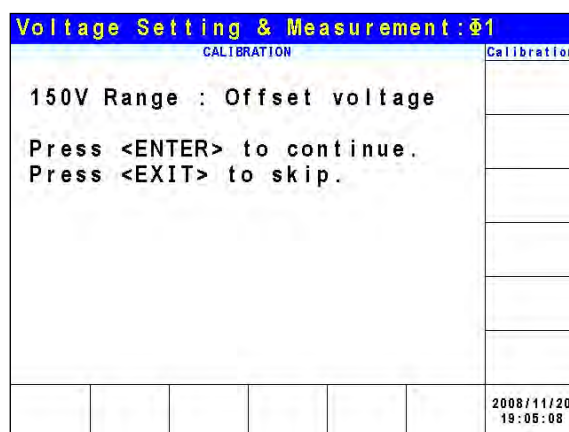 Voltage Setting & Measurement:Φ1
CALIBRATION
Calibration
150V Range : Offset voltage
Press <ENTER> to continue.
Press <EXIT> to skip.
2008/11/20
19:05:08